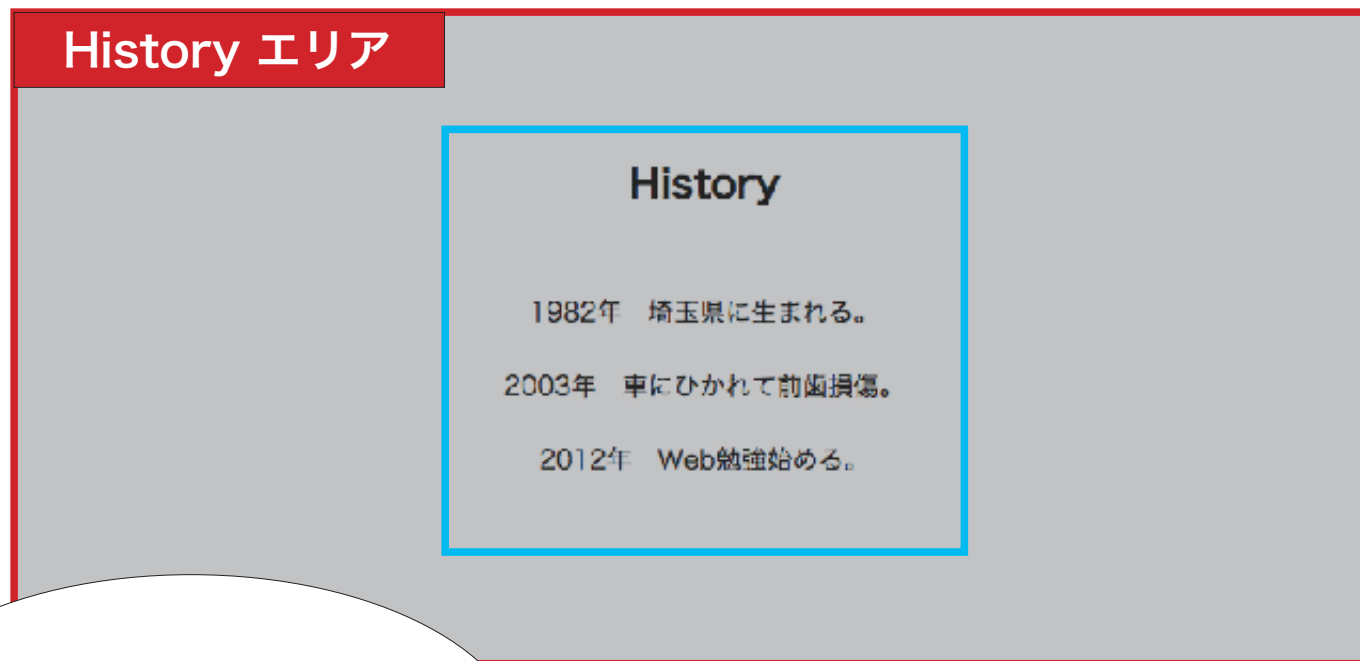 History エリア
History
1982年　埼玉県に生まれる。
2003年　車にひかれて前歯損傷。
2012年　Web勉強始める。